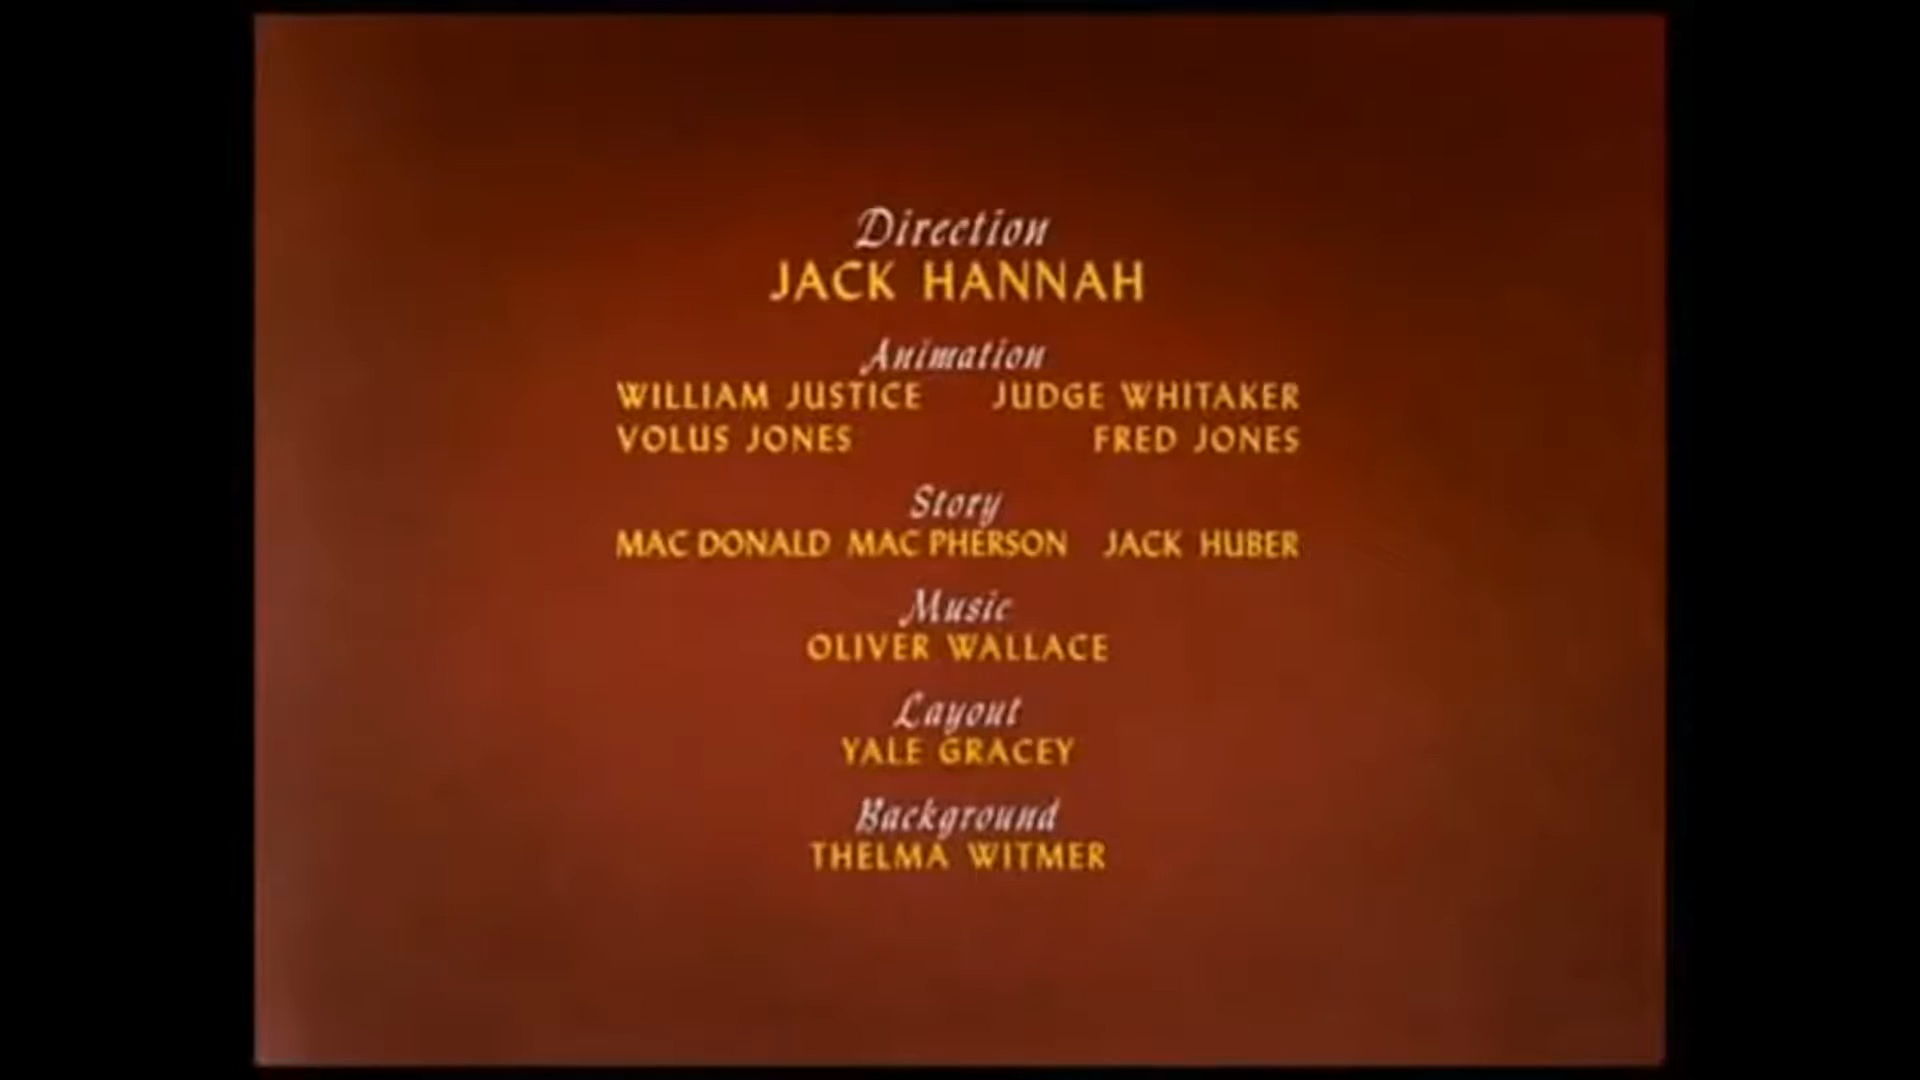 Direction
JACK HANNAH
Animation
WILLIAM JUSTICE JUDGE WHITAKER
VOLUS JONES FRED JONES
Story
MAC DONALD MAC PHERSON JACK HUBER
Music
OLIVER WALLACE
Layout
YALE GRACEY
Background
THELMA WITMER